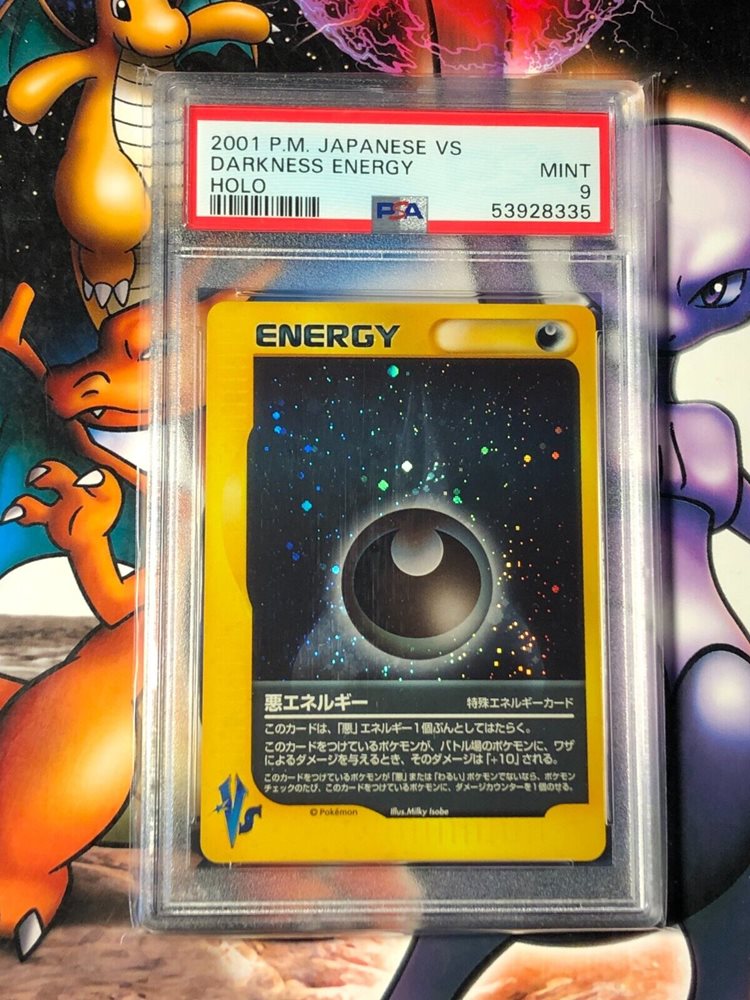 2001 P.M. JAPANESE VS
DARKNESS ENERGY MINT
HOLO 9
PSA 53928335
ENERGY
悪エネルギー 特殊エネルギーカード
このカードは、「悪」エネルギー1個ぶんとしてはたらく。
このカードをつけているポケモンが、バトル場のポケモンに、ワザ
によるダメージを与えるとき、そのダメージは「+10」される。
このカードをつけているポケモンが「悪」または「わるい」ポケモンでないなら、ポケモン
チェックのたび、このカードをつけているポケモンに、ダメージカウンターを1個のせる。
VS
©Pokémon Illus.Milky Isobe